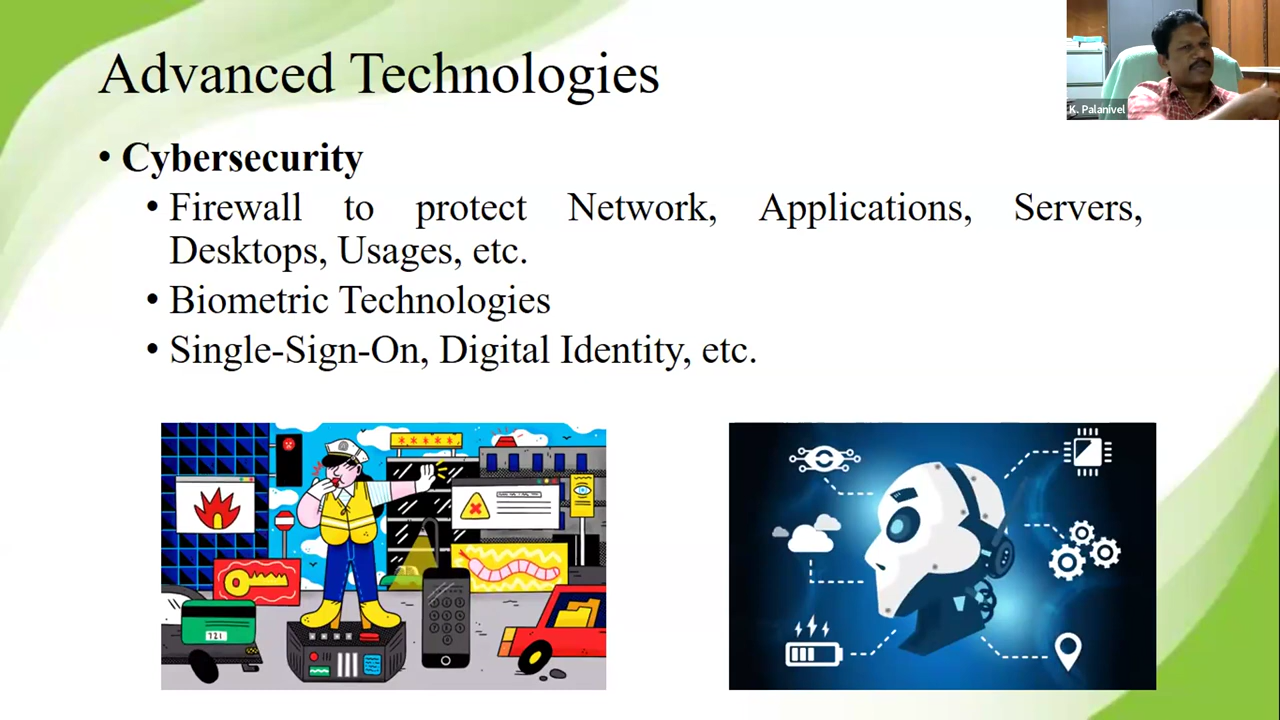 Advanced Technologies
K. Palanivel
• Cybersecurity
• Firewall to protect Network, Applications, Servers,
Desktops, Usages, etc.
• Biometric Technologies
• Single-Sign-On, Digital Identity, etc.
721